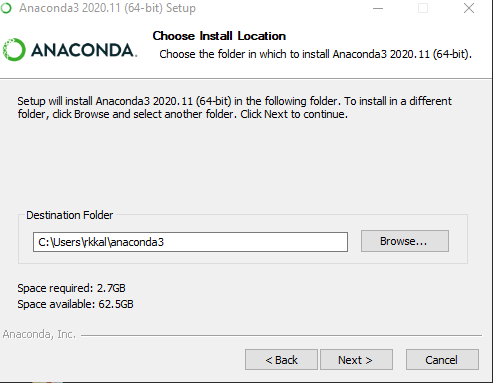 Anaconda3 2020.11 (64-bit) Setup
Choose Install Location
Choose the folder in which to install Anaconda3 2020.11 (64-bit).
ANACONDA.
Setup will install Anaconda3 2020.11 (64-bit) in the following folder. To install in a different
folder, click Browse and select another folder. Click Next to continue.
Destination Folder
C:\Users\rkkal\anaconda3
Browse...
Space required: 2.7GB
Space available: 62.5GB
Anaconda, Inc.
< Back
Next >
Cancel